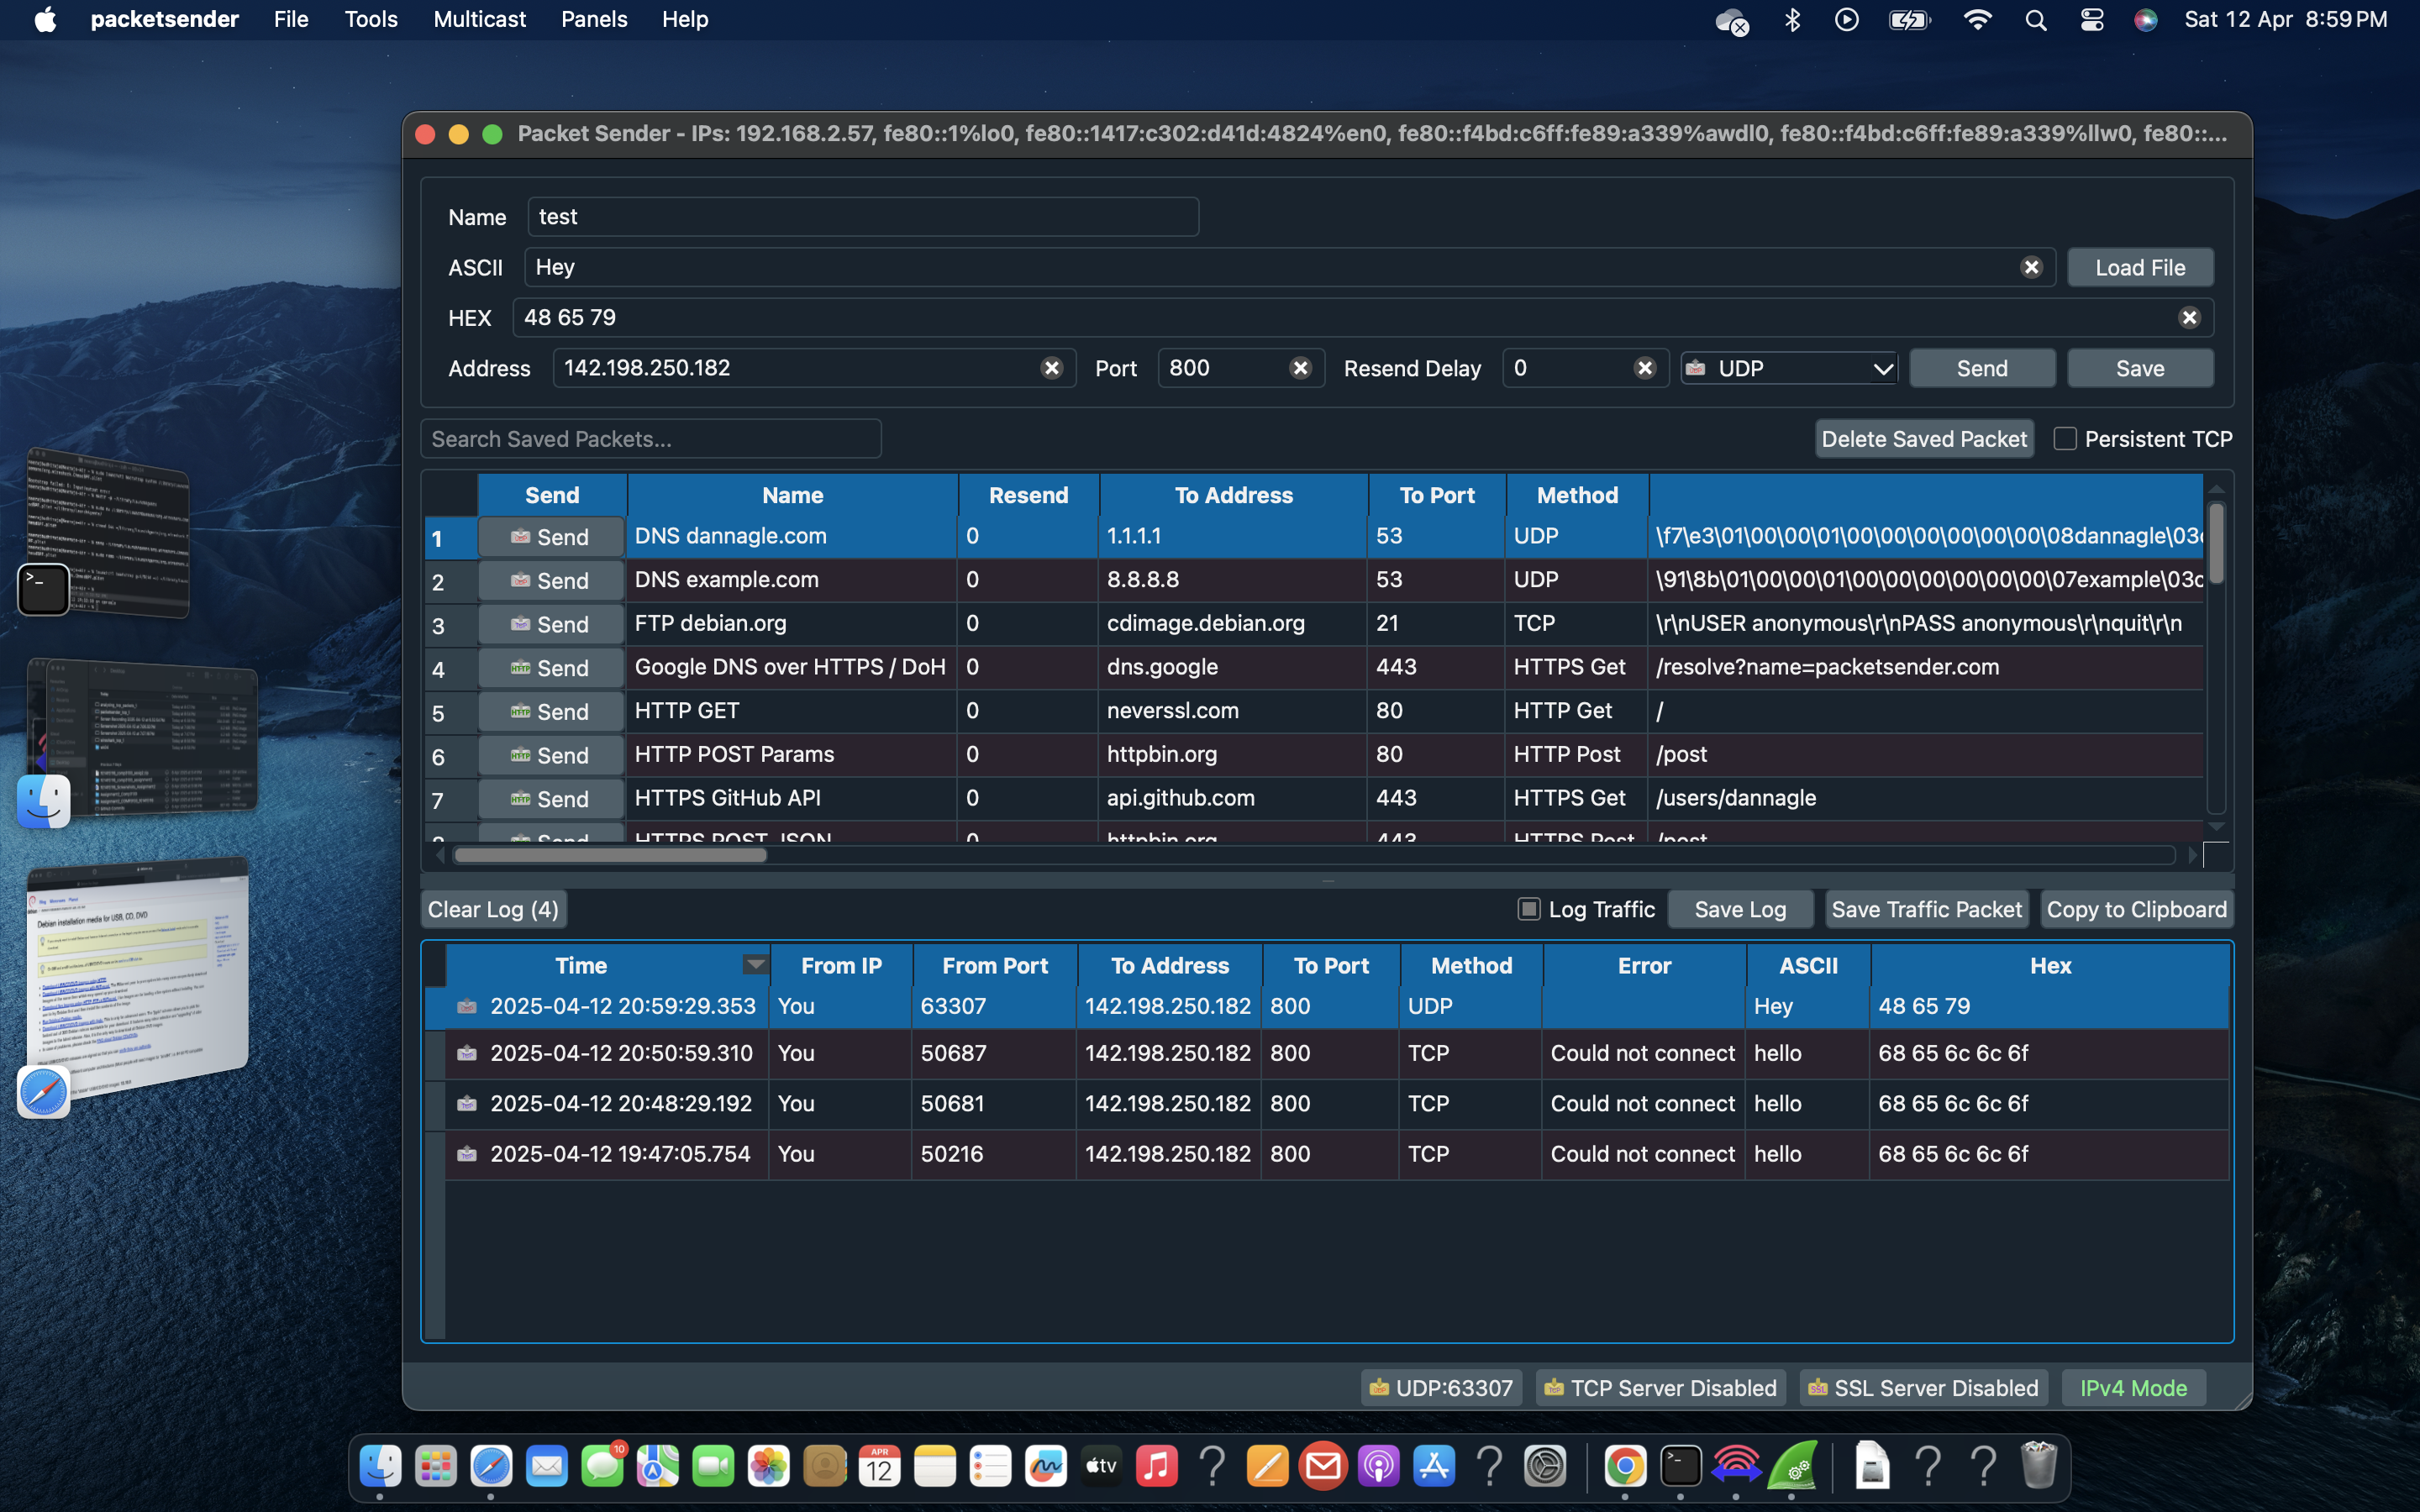 packetsender File Tools Multicast Panels Help Sat 12 Apr 8:59 PM
Packet Sender - IPs: 192.168.2.57, fe80::1%lo0, fe80::1417:c302:d41d:4824%en0, fe80::f4bd:c6ff:fe89:a339%awdl0, fe80::f4bd:c6ff:fe89:a339%llw0, fe80::...
Name test
ASCII Hey Load File
HEX 48 65 79
Address 142.198.250.182 Port 800 Resend Delay 0 UDP Send Save
Search Saved Packets... Delete Saved Packet Persistent TCP
Send Name Resend To Address To Port Method
1 Send DNS dannagle.com 0 1.1.1.1 53 UDP \f7\e3\01\00\00\01\00\00\00\00\00\00\08dannagle\03c
2 Send DNS example.com 0 8.8.8.8 53 UDP \91\8b\01\00\00\01\00\00\00\00\00\00\07example\03c
3 Send FTP debian.org 0 cdimage.debian.org 21 TCP \r\nUSER anonymous\r\nPASS anonymous\r\nquit\r\n
4 Send Google DNS over HTTPS / DoH 0 dns.google 443 HTTPS Get /resolve?name=packetsender.com
5 Send HTTP GET 0 neverssl.com 80 HTTP Get /
6 Send HTTP POST Params 0 httpbin.org 80 HTTP Post /post
7 Send HTTPS GitHub API 0 api.github.com 443 HTTPS Get /users/dannagle
8 Send HTTPS POST JSON 0 httpbin.org 443 HTTPS Post /post
Clear Log (4) Log Traffic Save Log Save Traffic Packet Copy to Clipboard
Time From IP From Port To Address To Port Method Error ASCII Hex
2025-04-12 20:59:29.353 You 63307 142.198.250.182 800 UDP Hey 48 65 79
2025-04-12 20:50:59.310 You 50687 142.198.250.182 800 TCP Could not connect hello 68 65 6c 6c 6f
2025-04-12 20:48:29.192 You 50681 142.198.250.182 800 TCP Could not connect hello 68 65 6c 6c 6f
2025-04-12 19:47:05.754 You 50216 142.198.250.182 800 TCP Could not connect hello 68 65 6c 6c 6f
UDP:63307 TCP Server Disabled SSL Server Disabled IPv4 Mode
Debian installation media for USB, CD, DVD
10
APR
12
tv